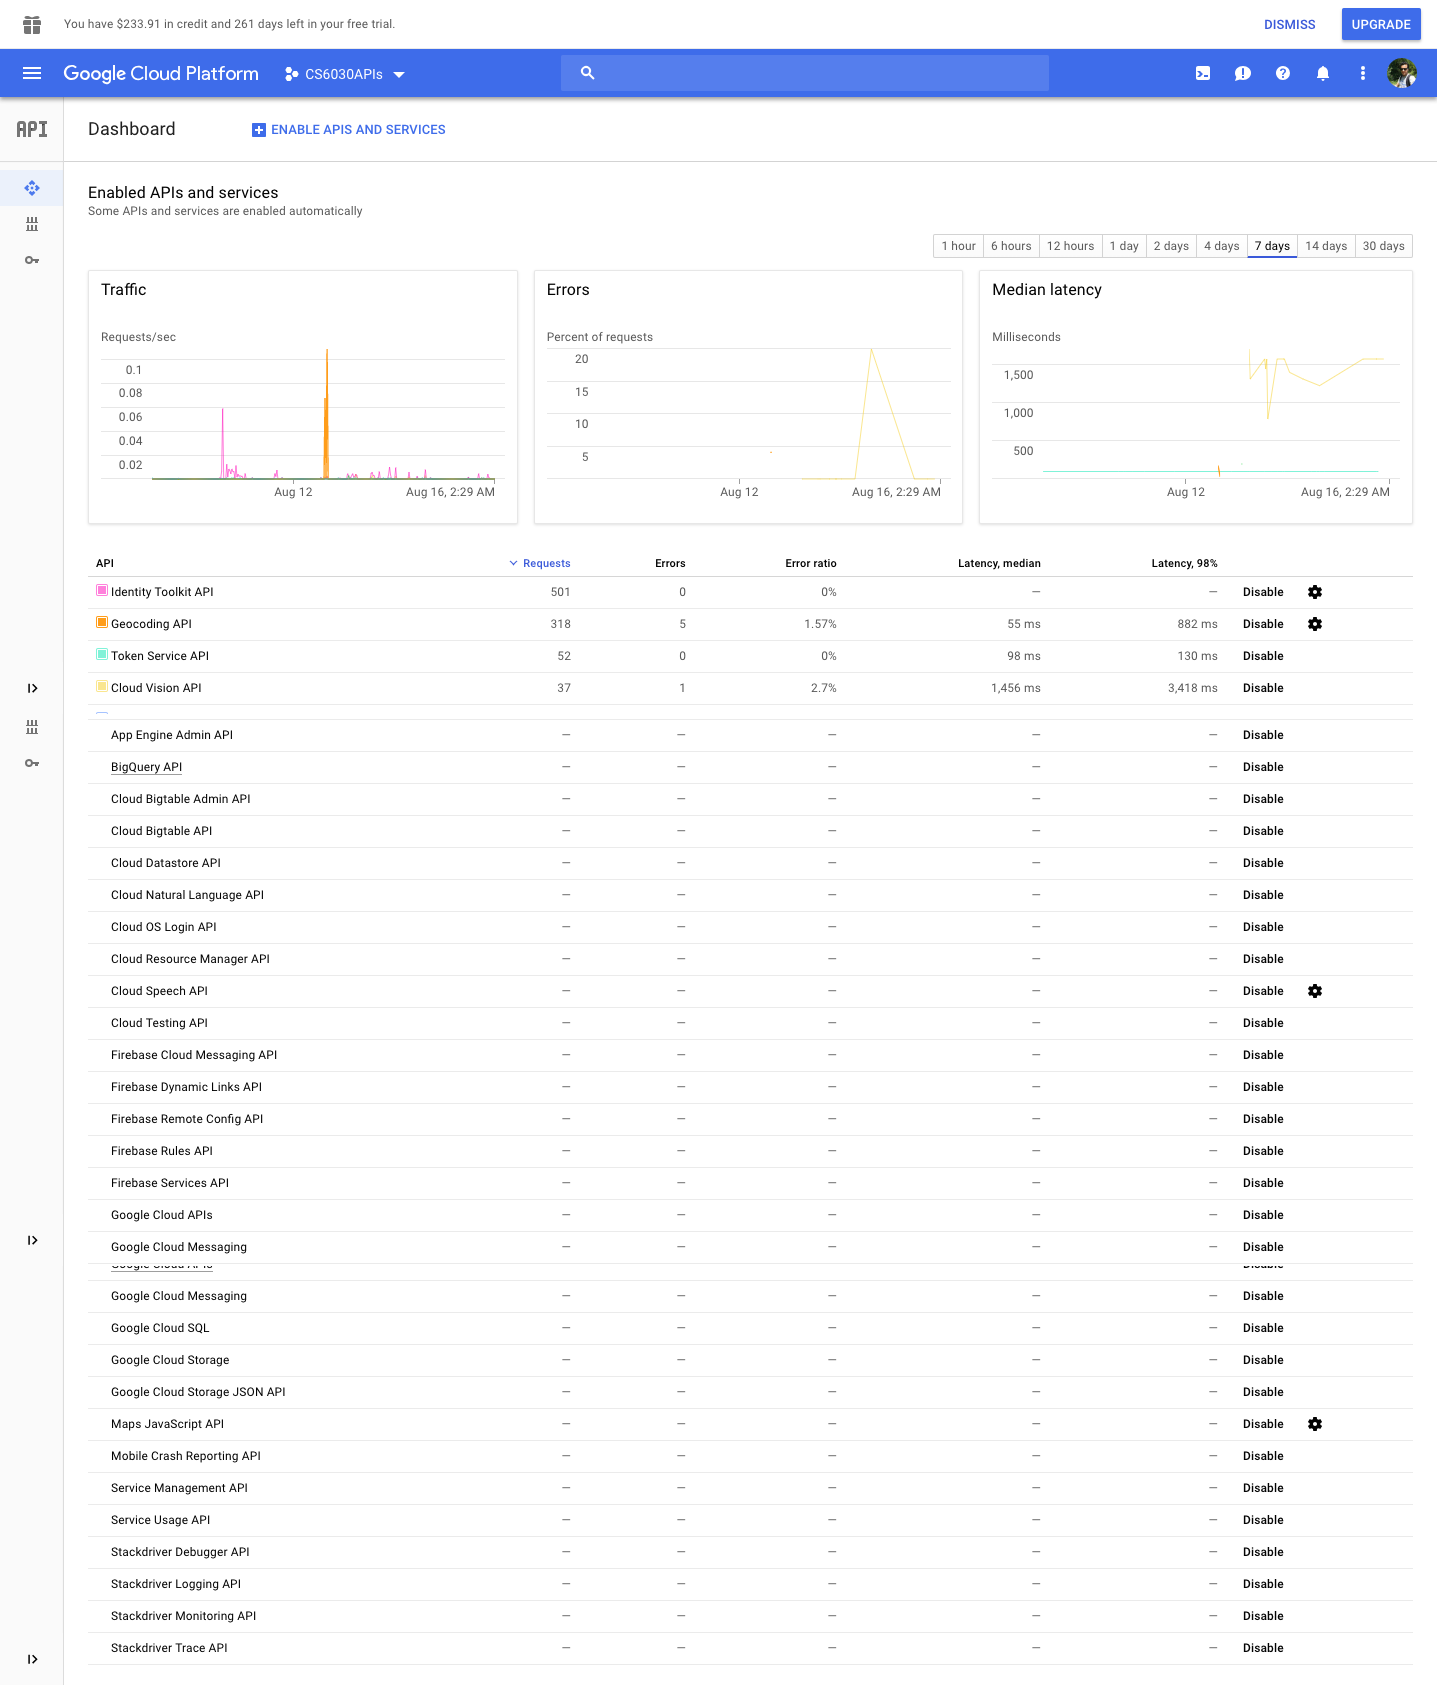 You have $233.91 in credit and 261 days left in your free trial.
DISMISS
UPGRADE
Google Cloud Platform
CS6030APIs
API
Dashboard
ENABLE APIS AND SERVICES
Enabled APIs and services
Some APIs and services are enabled automatically
1 hour 6 hours 12 hours 1 day 2 days 4 days 7 days 14 days 30 days
Traffic
Requests/sec
0.1
0.08
0.06
0.04
0.02
Aug 12 Aug 16, 2:29 AM
Errors
Percent of requests
20
15
10
5
Aug 12 Aug 16, 2:29 AM
Median latency
Milliseconds
1,500
1,000
500
Aug 12 Aug 16, 2:29 AM
API Requests Errors Error ratio Latency, median Latency, 98%
Identity Toolkit API 501 0 0% — — Disable
Geocoding API 318 5 1.57% 55 ms 882 ms Disable
Token Service API 52 0 0% 98 ms 130 ms Disable
Cloud Vision API 37 1 2.7% 1,456 ms 3,418 ms Disable
App Engine Admin API — — — — — Disable
BigQuery API — — — — — Disable
Cloud Bigtable Admin API — — — — — Disable
Cloud Bigtable API — — — — — Disable
Cloud Datastore API — — — — — Disable
Cloud Natural Language API — — — — — Disable
Cloud OS Login API — — — — — Disable
Cloud Resource Manager API — — — — — Disable
Cloud Speech API — — — — — Disable
Cloud Testing API — — — — — Disable
Firebase Cloud Messaging API — — — — — Disable
Firebase Dynamic Links API — — — — — Disable
Firebase Remote Config API — — — — — Disable
Firebase Rules API — — — — — Disable
Firebase Services API — — — — — Disable
Google Cloud APIs — — — — — Disable
Google Cloud Messaging — — — — — Disable
Google Cloud APIs Disable
Google Cloud Messaging — — — — — Disable
Google Cloud SQL — — — — — Disable
Google Cloud Storage — — — — — Disable
Google Cloud Storage JSON API — — — — — Disable
Maps JavaScript API — — — — — Disable
Mobile Crash Reporting API — — — — — Disable
Service Management API — — — — — Disable
Service Usage API — — — — — Disable
Stackdriver Debugger API — — — — — Disable
Stackdriver Logging API — — — — — Disable
Stackdriver Monitoring API — — — — — Disable
Stackdriver Trace API — — — — — Disable